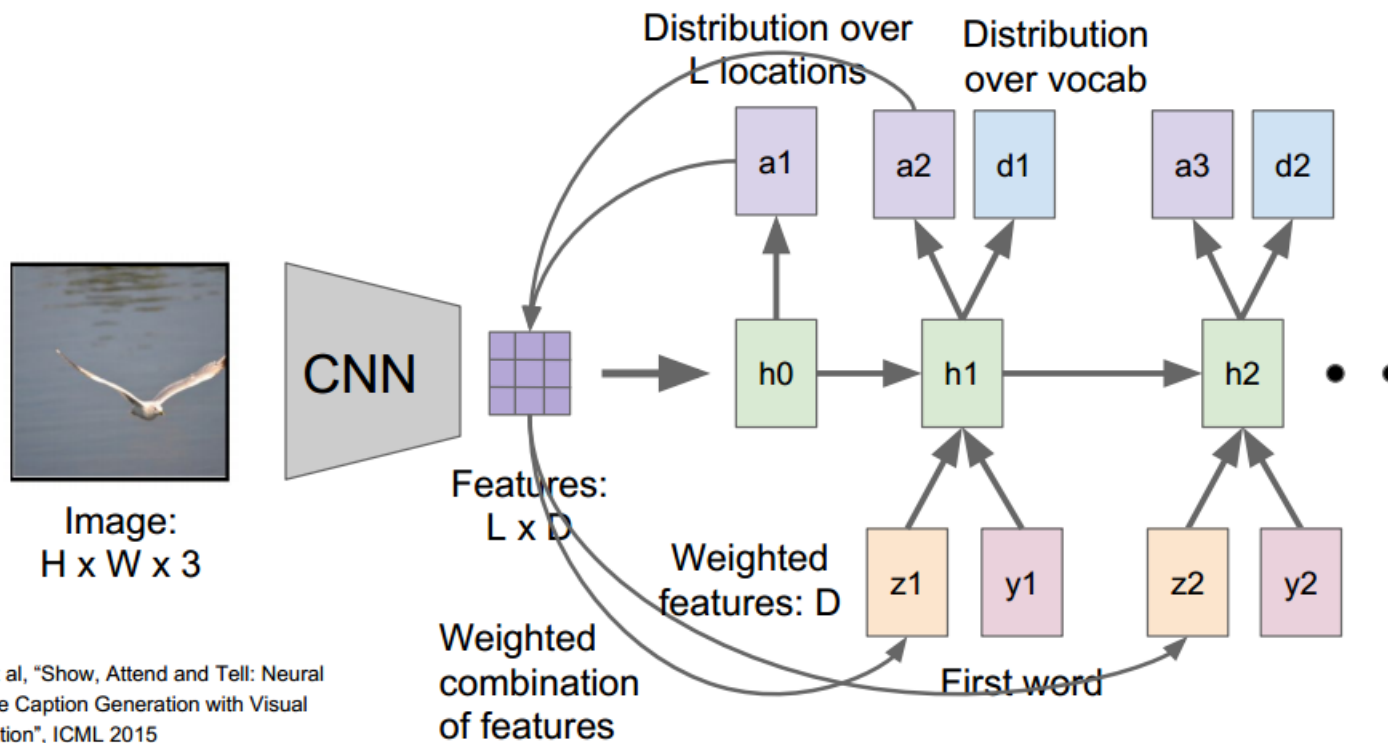 Distribution over
L locations
Distribution
over vocab
a1
a2
d1
a3
d2
CNN
h0
h1
h2
Image:
H x W x 3
Features:
L x D
Weighted
features: D
z1
y1
z2
y2
Weighted
combination
of features
First word
al, “Show, Attend and Tell: Neural
e Caption Generation with Visual
tion”, ICML 2015